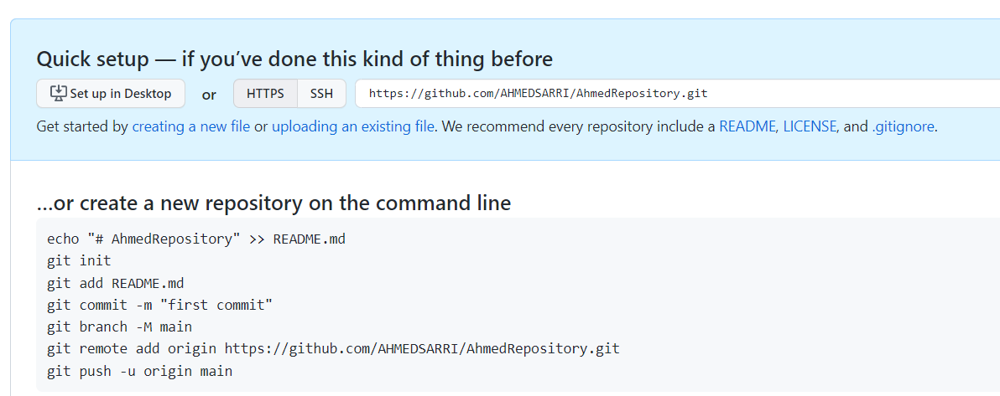 Quick setup — if you’ve done this kind of thing before
Set up in Desktop or HTTPS SSH https://github.com/AHMEDSARRI/AhmedRepository.git
Get started by creating a new file or uploading an existing file. We recommend every repository include a README, LICENSE, and .gitignore.
...or create a new repository on the command line
echo "# AhmedRepository" >> README.md
git init
git add README.md
git commit -m "first commit"
git branch -M main
git remote add origin https://github.com/AHMEDSARRI/AhmedRepository.git
git push -u origin main